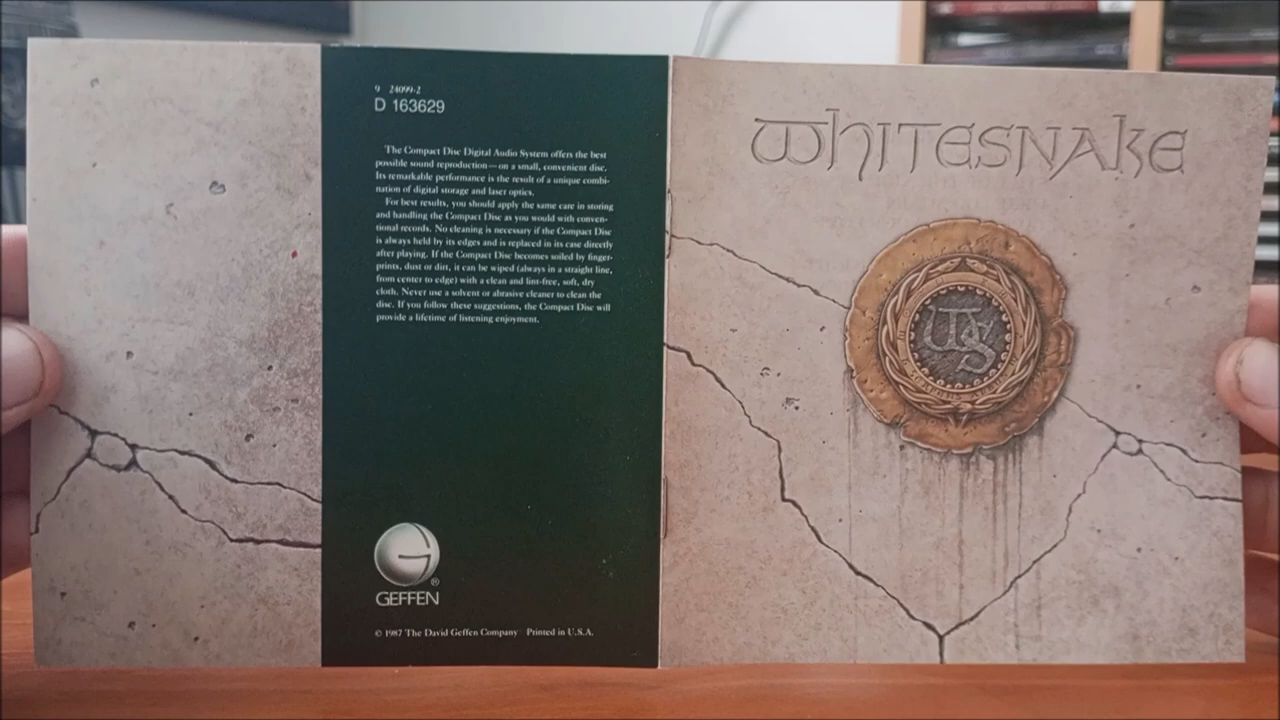 9 24099-2
D 163629
The Compact Disc Digital Audio System offers the best
possible sound reproduction — on a small, convenient disc.
Its remarkable performance is the result of a unique combi-
nation of digital storage and laser optics.
For best results, you should apply the same care in storing
and handling the Compact Disc as you would with conven-
tional records. No cleaning is necessary if the Compact Disc
is always held by its edges and is replaced in its case directly
after playing. If the Compact Disc becomes soiled by finger-
prints, dust or dirt, it can be wiped (always in a straight line,
from center to edge) with a clean and lint-free, soft, dry
cloth. Never use a solvent or abrasive cleaner to clean the
disc. If you follow these suggestions, the Compact Disc will
provide a lifetime of listening enjoyment.
G
®
GEFFEN
© 1987 The David Geffen Company Printed in U.S.A.
WHITESNAKE
WS